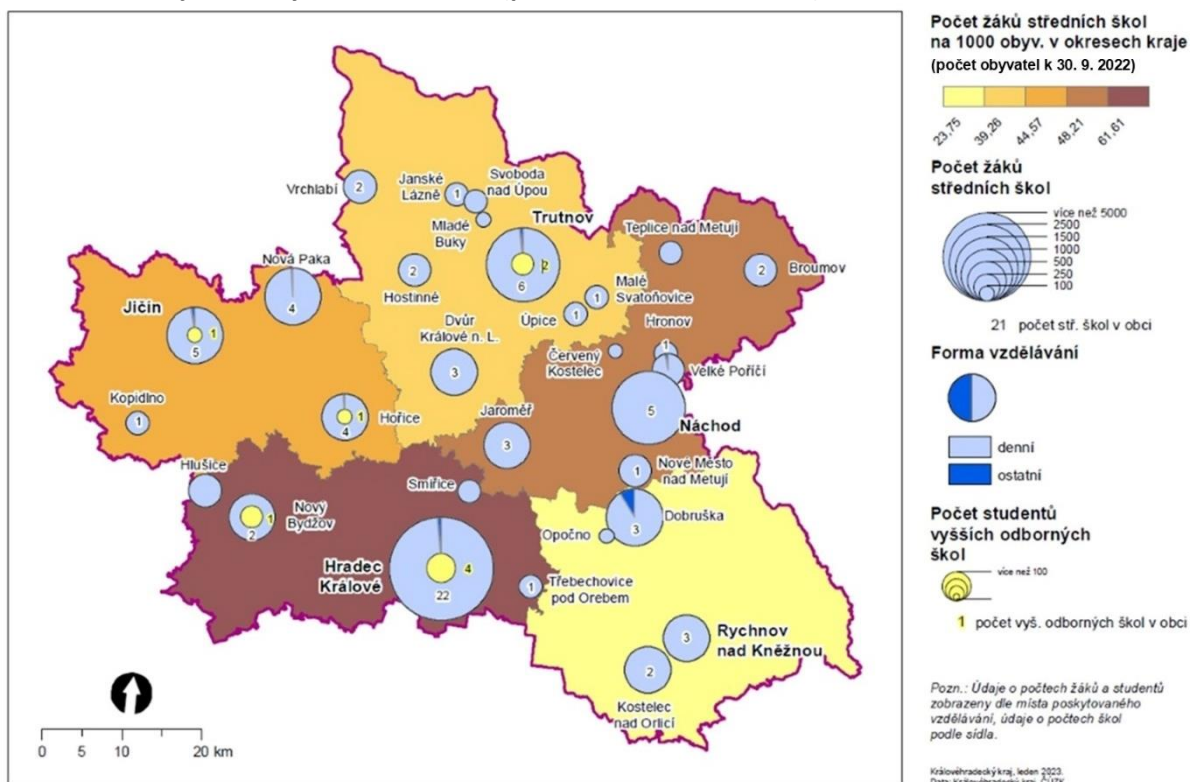 Vrchlabí
2
Janské
Lázně
1
Svoboda
nad Úpou
Mladé
Buky
Trutnov
2
6
Teplice nad Metují
2
Broumov
Nová Paka
4
2
Hostinné
Malé
Svatoňovice
1
Úpice
1
Jičín
1
5
Dvůr
Králové n. L.
3
Hronov
1
Červený
Kostelec
Velké Poříčí
Kopidlno
1
1
Hořice
4
Jaroměř
3
5
Náchod
Hlušice
Smiřice
1
Nové Město
nad Metují
Nový
Bydžov
1
2
Opočno
3
Dobruška
Hradec
Králové
4
22
1
Třebechovice
pod Orebem
3
Rychnov
nad Kněžnou
2
Kostelec
nad Orlicí
0 5 10 20 km
Počet žáků středních škol
na 1000 obyv. v okresech kraje
(počet obyvatel k 30. 9. 2022)
23,75 39,26 44,57 48,21 61,61
Počet žáků
středních škol
více než 5000
2500
1500
1000
500
250
100
21 počet stř. škol v obci
Forma vzdělávání
denní
ostatní
Počet studentů
vyšších odborných
škol
více než 100
1 počet vyš. odborných škol v obci
Pozn.: Údaje o počtech žáků a studentů
zobrazeny dle místa poskytovaného
vzdělávání, údaje o počtech škol
podle sídla.
Královéhradecký kraj, leden 2023.